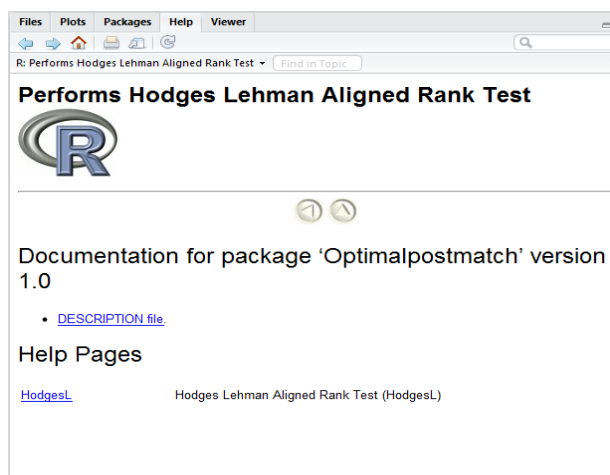 Files Plots Packages Help Viewer
R: Performs Hodges Lehman Aligned Rank Test Find in Topic
Performs Hodges Lehman Aligned Rank Test
R
Documentation for package ‘Optimalpostmatch’ version
1.0
DESCRIPTION file.
Help Pages
HodgesL Hodges Lehman Aligned Rank Test (HodgesL)